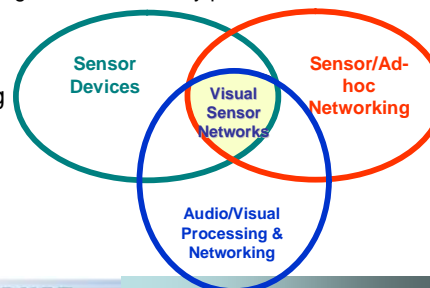 Sensor
Devices
Sensor/Ad-
hoc
Networking
Visual
Sensor
Networks
Audio/Visual
Processing &
Networking